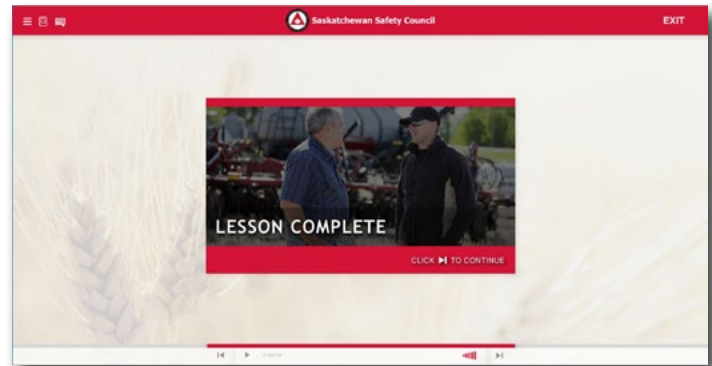 Saskatchewan Safety Council
EXIT
LESSON COMPLETE
CLICK TO CONTINUE